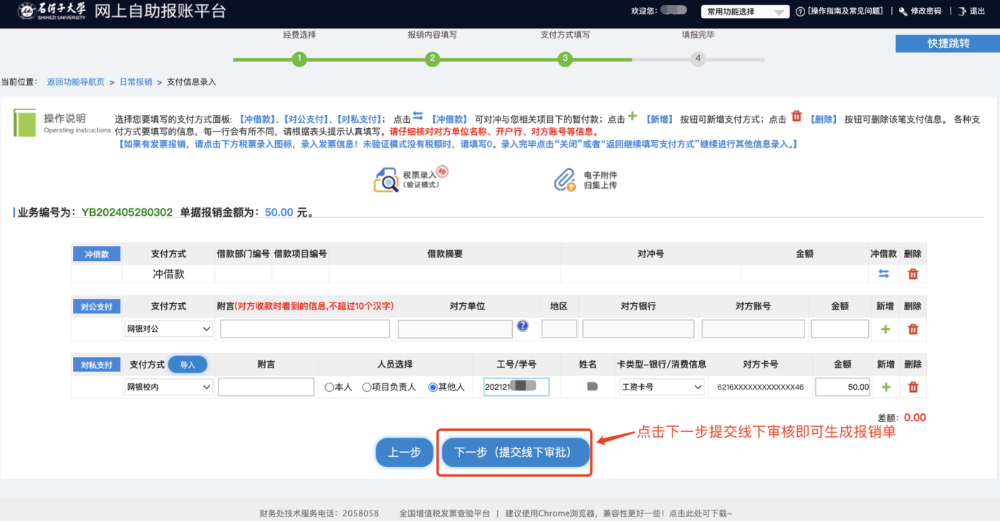 石河子大学 SHIHEZI UNIVERSITY 网上自助报账平台
欢迎您: 常用功能选择 [操作指南及常见问题] | 修改密码 | 退出
经费选择 报销内容填写 支付方式填写 填报完毕
1 2 3 4
快捷跳转
当前位置: 返回功能导航页 > 日常报销 > 支付信息录入
操作说明
Operating instructions
选择您要填写的支付方式面板:【冲借款】、【对公支付】、【对私支付】; 点击 【冲借款】 可对冲与您相关项目下的暂付款; 点击 【新增】 按钮可新增支付方式; 点击 【删除】 按钮可删除该笔支付信息。 各种支
付方式要填写的信息，每一行会有所不同，请根据表头提示认真填写。请仔细核对对方单位名称、开户行、对方账号等信息。
【如果有发票报销，请点击下方税票录入图标，录入发票信息！未验证模式没有税额时，请填写0。录入完毕点击“关闭”或者“返回继续填写支付方式”继续进行其他信息录入。】
税票录入
(验证模式)
电子附件
归集上传
业务编号为: YB202405280302 单据报销金额为: 50.00 元。
冲借款 支付方式 借款部门编号 借款项目编号 借款摘要 对冲号 金额 冲借款 删除
冲借款
对公支付 支付方式 附言(对方收款时看到的信息,不超过10个汉字) 对方单位 地区 对方银行 对方账号 金额 新增 删除
网银对公 ?
对私支付 支付方式 导入 附言 人员选择 工号/学号 姓名 卡类型-银行/消费信息 对方卡号 金额 新增 删除
网银校内 本人 项目负责人 其他人 202121 工资卡号 6216XXXXXXXXXXXXX46 50.00
差额: 0.00
点击下一步提交线下审核即可生成报销单
上一步 下一步（提交线下审批）
财务处技术服务电话: 2058058 全国增值税发票查验平台 | 建议使用Chrome浏览器，兼容性更好一些！点击此处可下载~